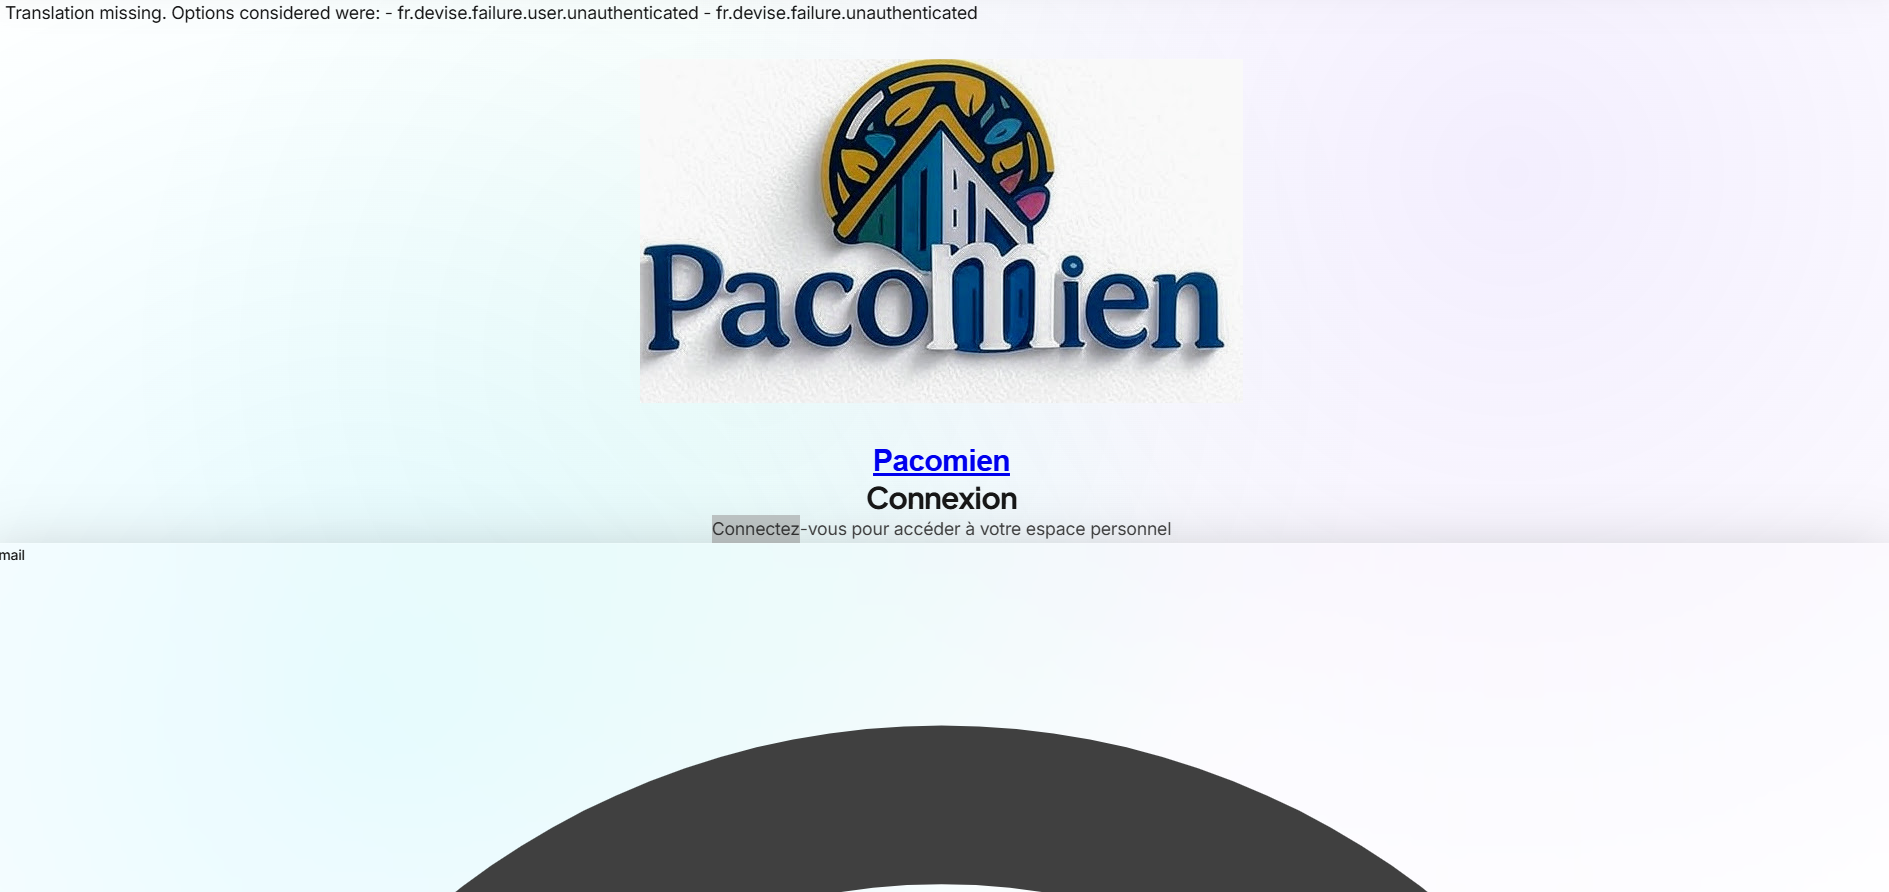 Translation missing. Options considered were: - fr.devise.failure.user.unauthenticated - fr.devise.failure.unauthenticated
Pacomien
Pacomien
Connexion
Connectez-vous pour accéder à votre espace personnel
mail